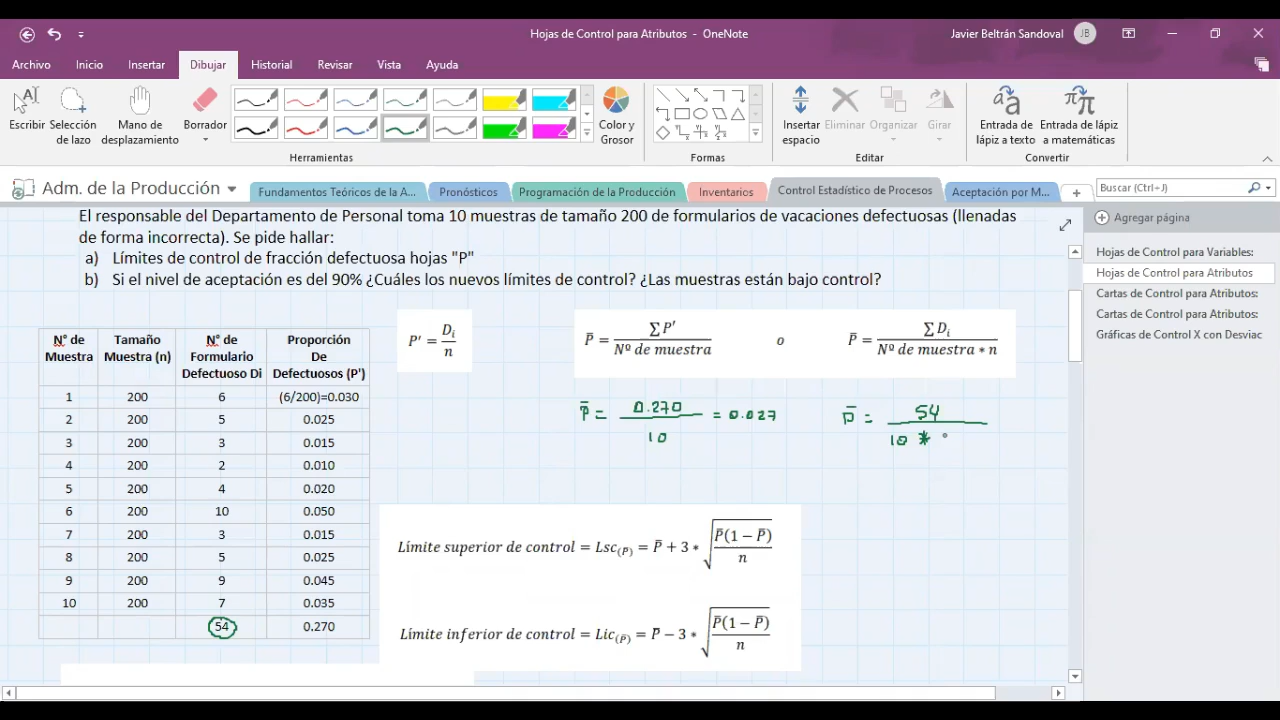 Hojas de Control para Atributos - OneNote
Javier Beltrán Sandoval
JB
Archivo Inicio Insertar Dibujar Historial Revisar Vista Ayuda
Escribir
Selección de lazo
Mano de desplazamiento
Borrador
Color y Grosor
Insertar espacio
Eliminar
Organizar
Girar
Entrada de lápiz a texto
Entrada de lápiz a matemáticas
Herramientas
Formas
Editar
Convertir
Adm. de la Producción
Fundamentos Teóricos de la A...
Pronósticos
Programación de la Producción
Inventarios
Control Estadístico de Procesos
Aceptación por M...
Buscar (Ctrl+J)
El responsable del Departamento de Personal toma 10 muestras de tamaño 200 de formularios de vacaciones defectuosas (llenadas
de forma incorrecta). Se pide hallar:
a) Límites de control de fracción defectuosa hojas "P"
b) Si el nivel de aceptación es del 90% ¿Cuáles los nuevos límites de control? ¿Las muestras están bajo control?
N° de Muestra | Tamaño Muestra (n) | N° de Formulario Defectuoso Di | Proporción De Defectuosos (P')
1 200 6 (6/200)=0.030
2 200 5 0.025
3 200 3 0.015
4 200 2 0.010
5 200 4 0.020
6 200 10 0.050
7 200 3 0.015
8 200 5 0.025
9 200 9 0.045
10 200 7 0.035
54 0.270
P' = Di / n
P̄ = ∑ P' / Nº de muestra
o
P̄ = ∑ Di / Nº de muestra * n
P̄ = 0.270 / 10 = 0.027
P̄ = 54 / 10 *
Límite superior de control = Lsc(P) = P̄ + 3 * √(P̄(1 − P̄) / n)
Límite inferior de control = Lic(P̄) = P̄ − 3 * √(P̄(1 − P̄) / n)
Agregar página
Hojas de Control para Variables:
Hojas de Control para Atributos
Cartas de Control para Atributos:
Cartas de Control para Atributos:
Gráficas de Control X con Desviac